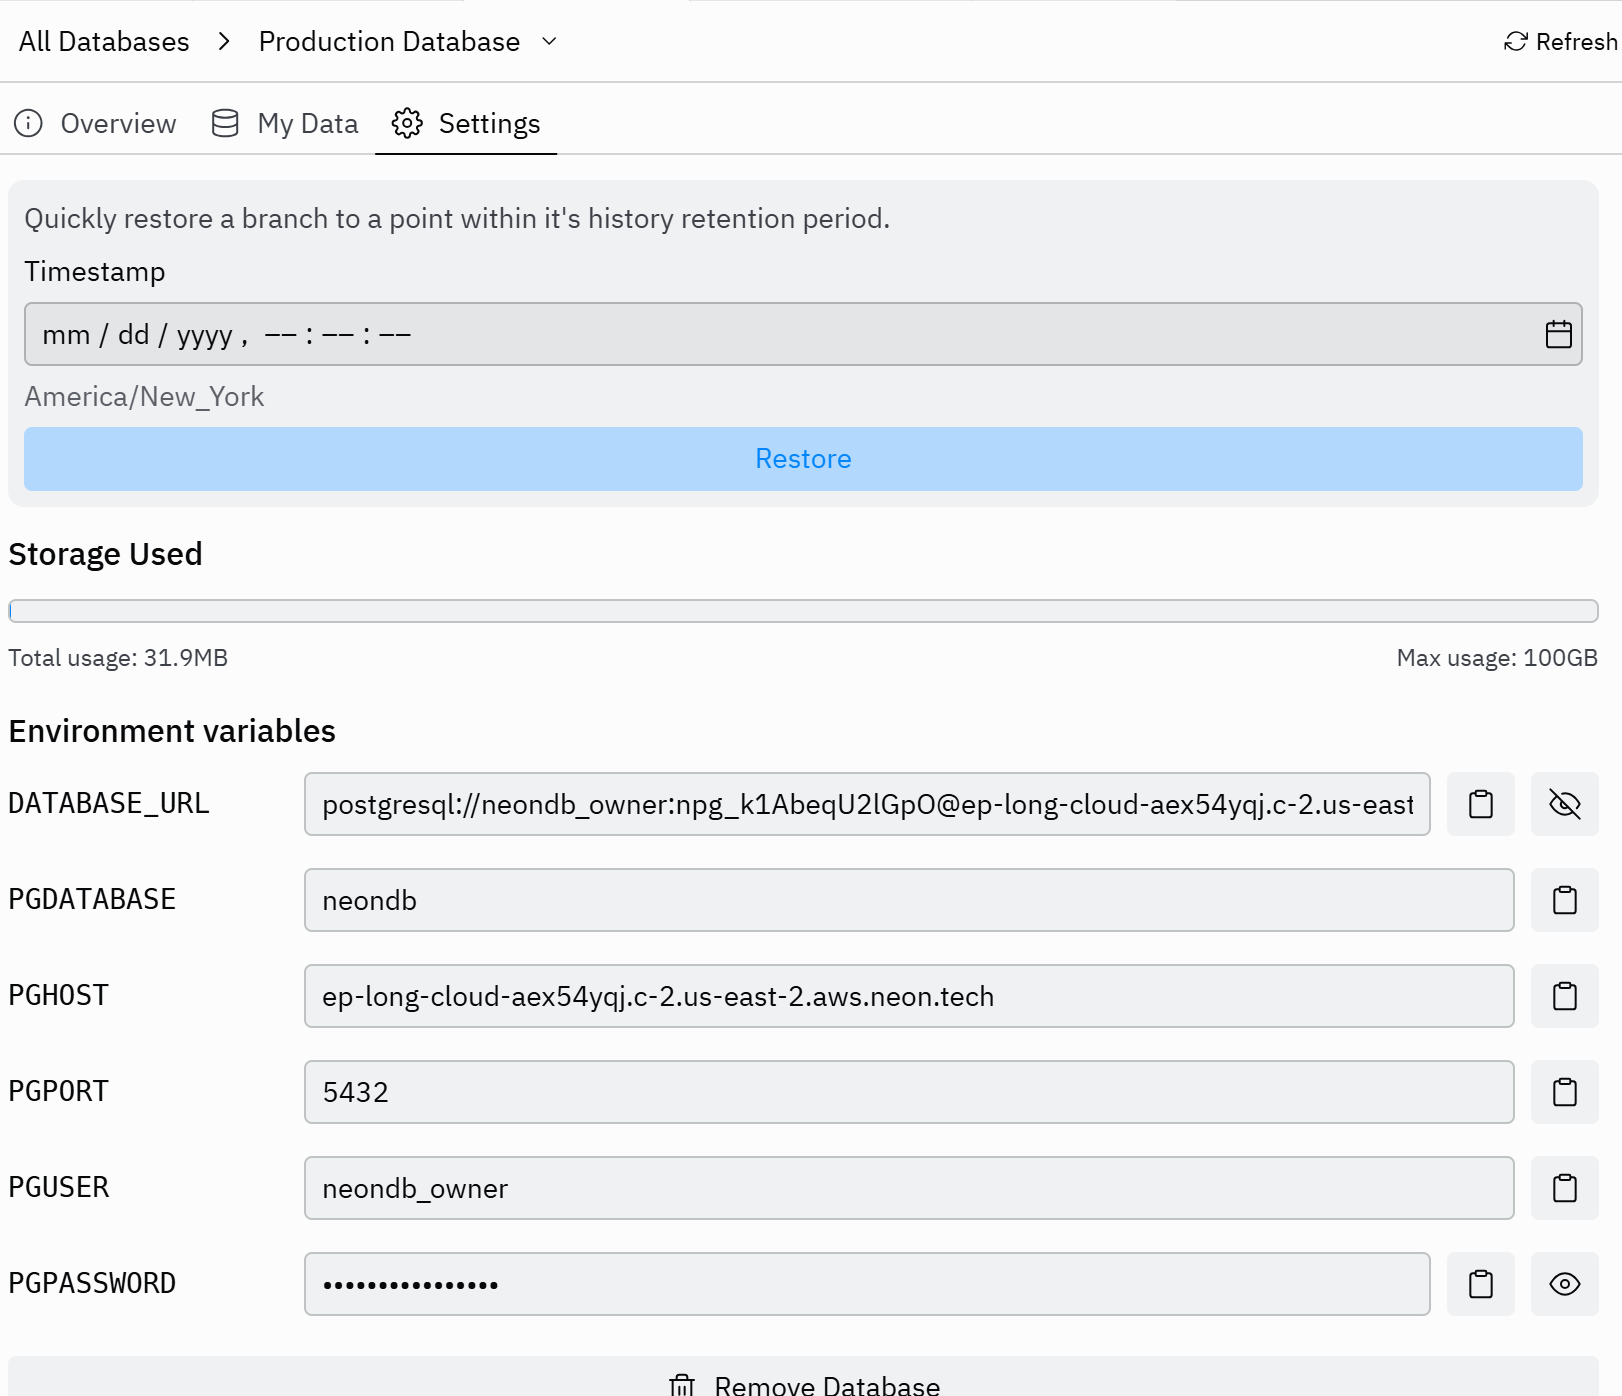 All Databases > Production Database
Refresh
Overview My Data Settings
Quickly restore a branch to a point within it's history retention period.
Timestamp
mm / dd / yyyy , –– : –– : ––
America/New_York
Restore
Storage Used
Total usage: 31.9MB
Max usage: 100GB
Environment variables
DATABASE_URL
postgresql://neondb_owner:npg_k1AbeqU2lGpO@ep-long-cloud-aex54yqj.c-2.us-east
PGDATABASE
neondb
PGHOST
ep-long-cloud-aex54yqj.c-2.us-east-2.aws.neon.tech
PGPORT
5432
PGUSER
neondb_owner
PGPASSWORD
••••••••••••••••
Remove Database